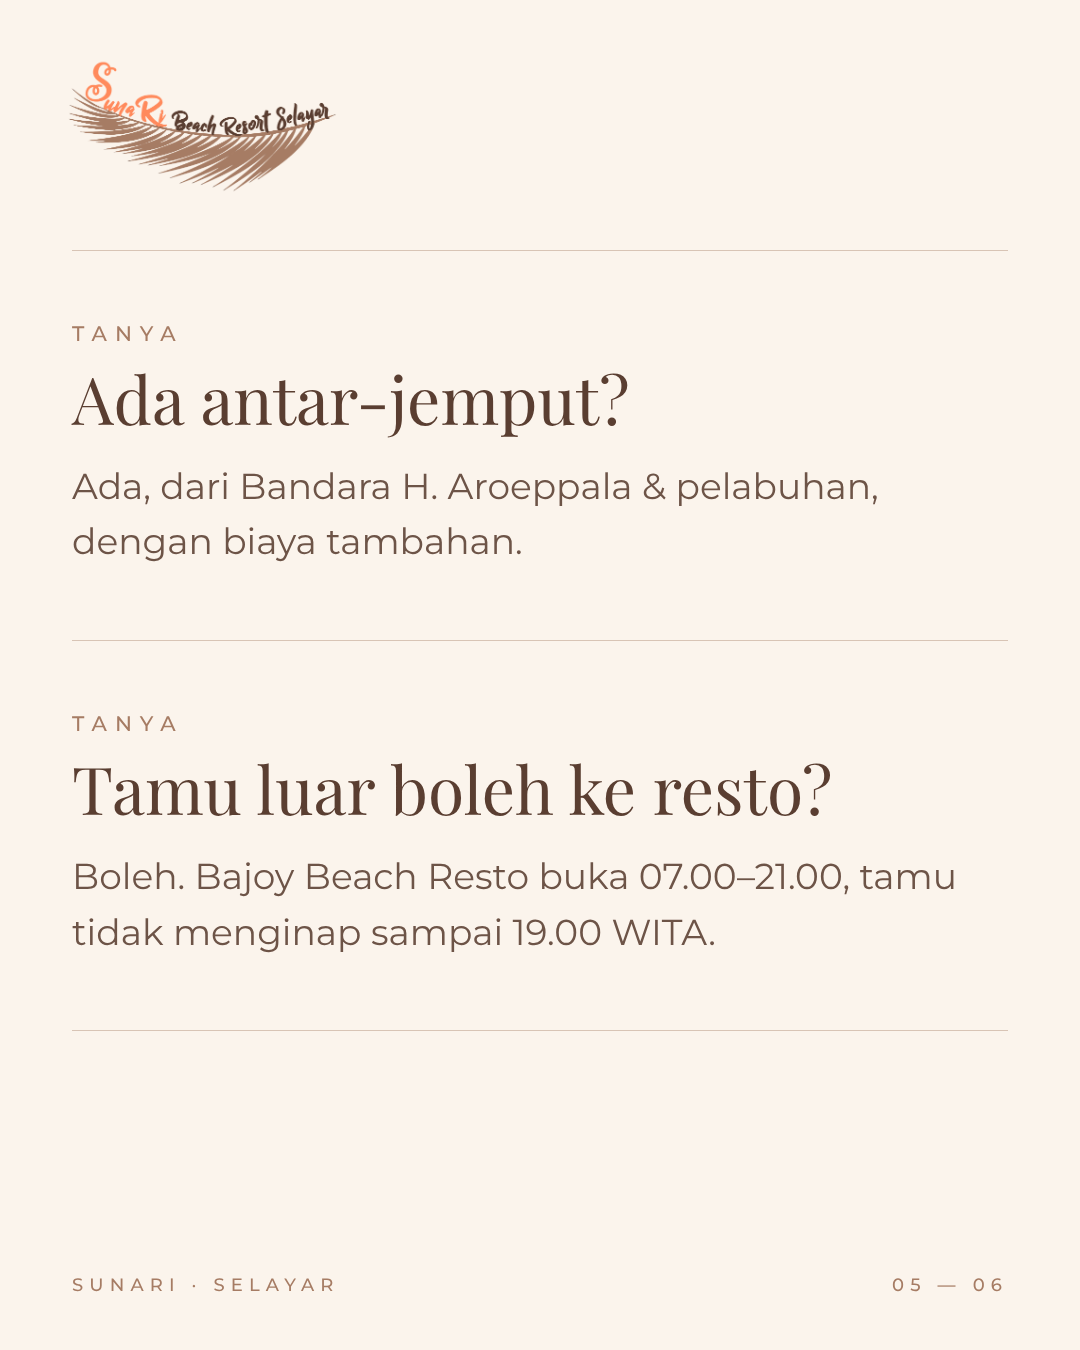 SunaRi Beach Resort Selayar
TANYA
Ada antar-jemput?
Ada, dari Bandara H. Aroeppala & pelabuhan,
dengan biaya tambahan.
TANYA
Tamu luar boleh ke resto?
Boleh. Bajoy Beach Resto buka 07.00–21.00, tamu
tidak menginap sampai 19.00 WITA.
SUNARI · SELAYAR
05 — 06